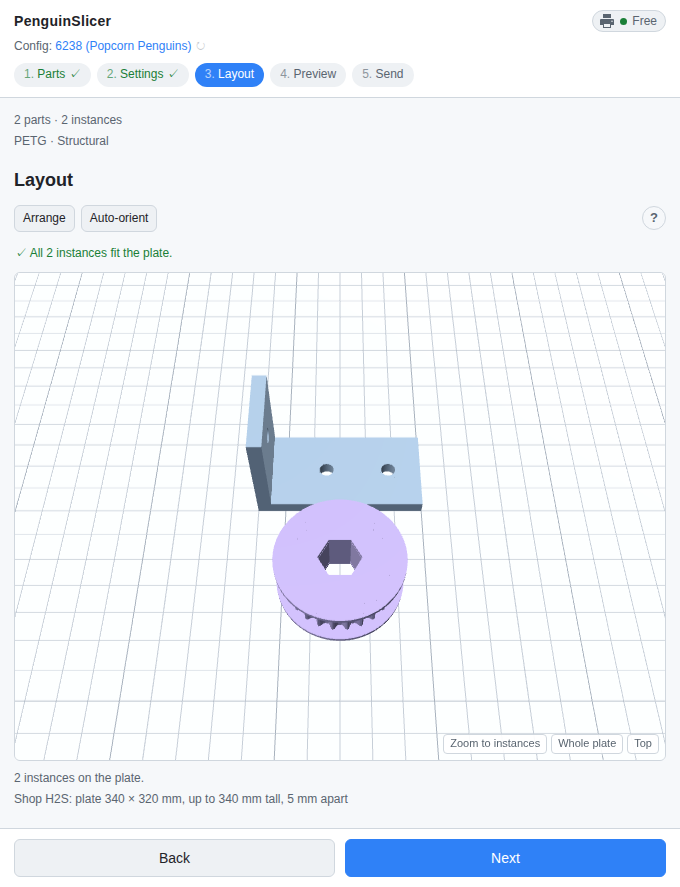 PenguinSlicer
Free
Config: 6238 (Popcorn Penguins)
1. Parts ✓
2. Settings ✓
3. Layout
4. Preview
5. Send
2 parts · 2 instances
PETG · Structural
Layout
Arrange
Auto-orient
?
✓ All 2 instances fit the plate.
Zoom to instances
Whole plate
Top
2 instances on the plate.
Shop H2S: plate 340 × 320 mm, up to 340 mm tall, 5 mm apart
Back
Next